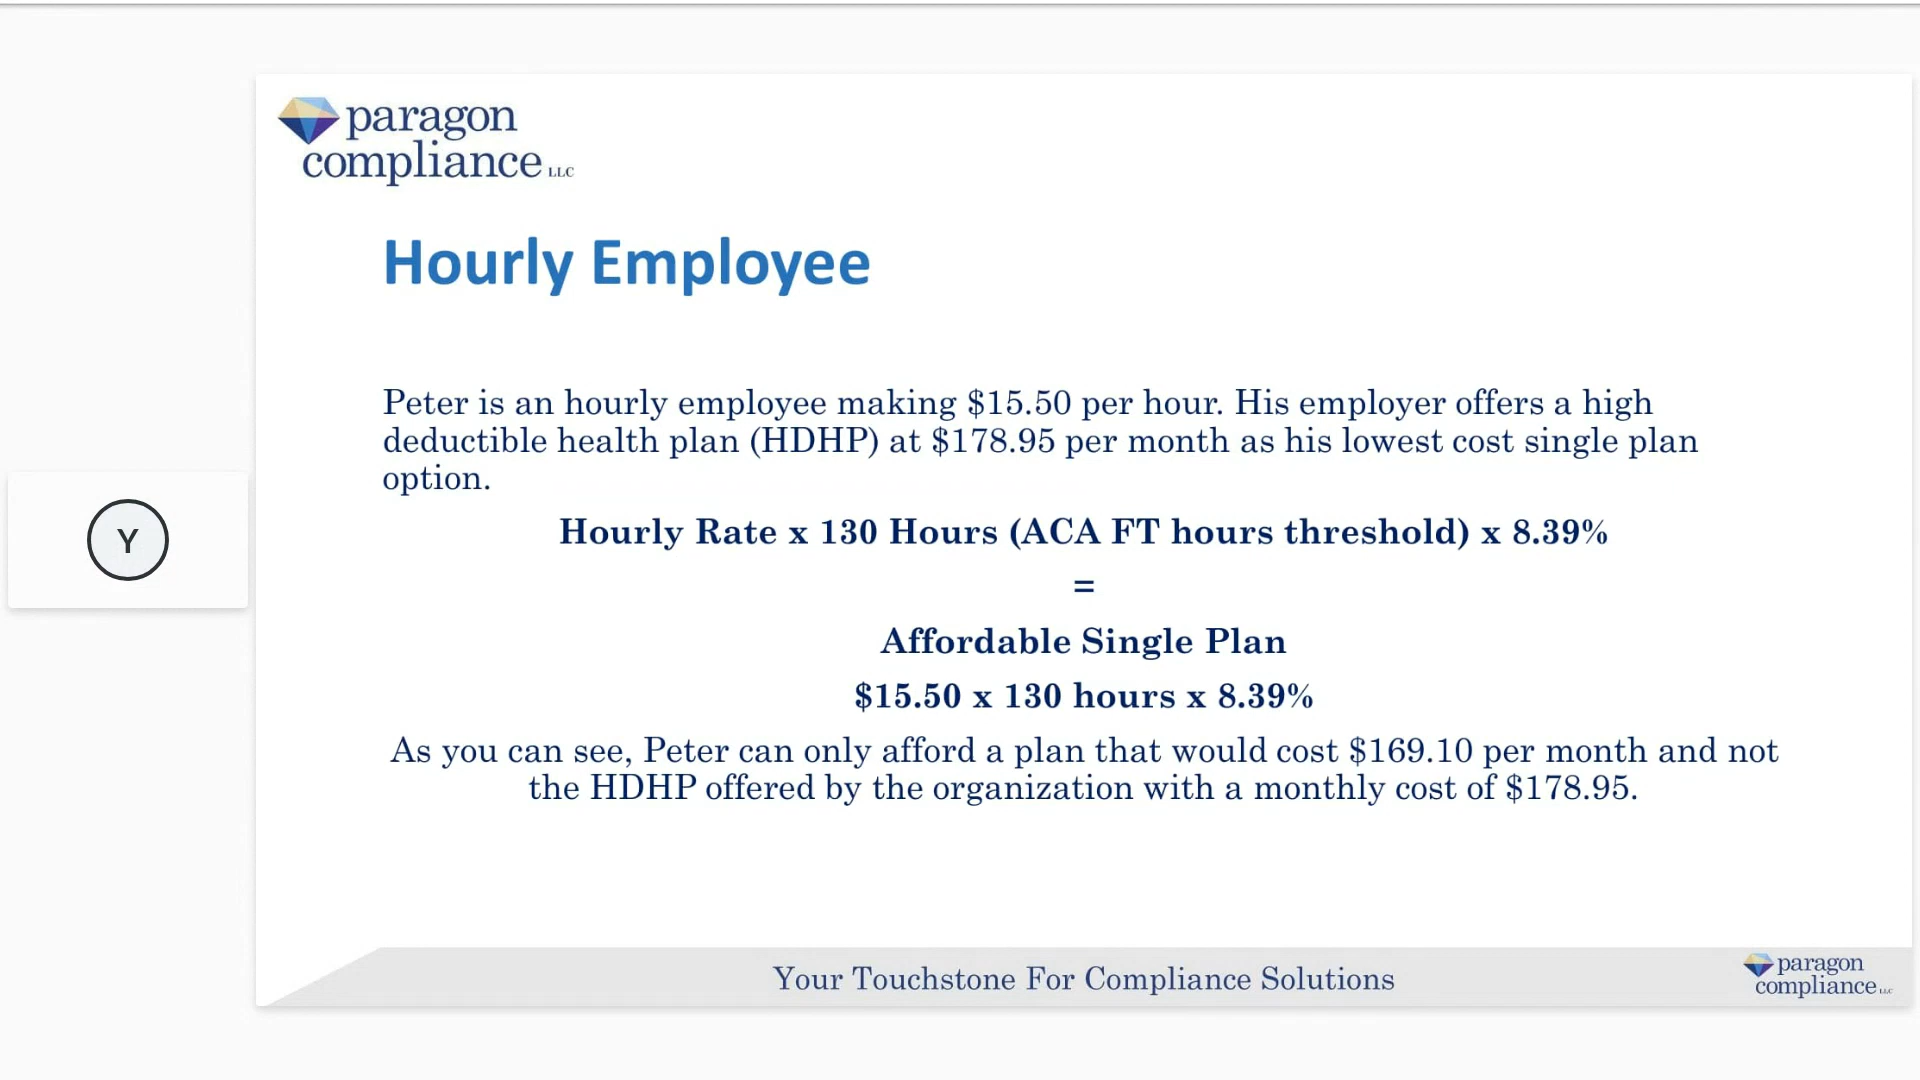 paragon
compliance LLC
Hourly Employee
Peter is an hourly employee making $15.50 per hour. His employer offers a high
deductible health plan (HDHP) at $178.95 per month as his lowest cost single plan
option.
Hourly Rate x 130 Hours (ACA FT hours threshold) x 8.39%
=
Affordable Single Plan
$15.50 x 130 hours x 8.39%
As you can see, Peter can only afford a plan that would cost $169.10 per month and not
the HDHP offered by the organization with a monthly cost of $178.95.
Y
Your Touchstone For Compliance Solutions
paragon
compliance LLC